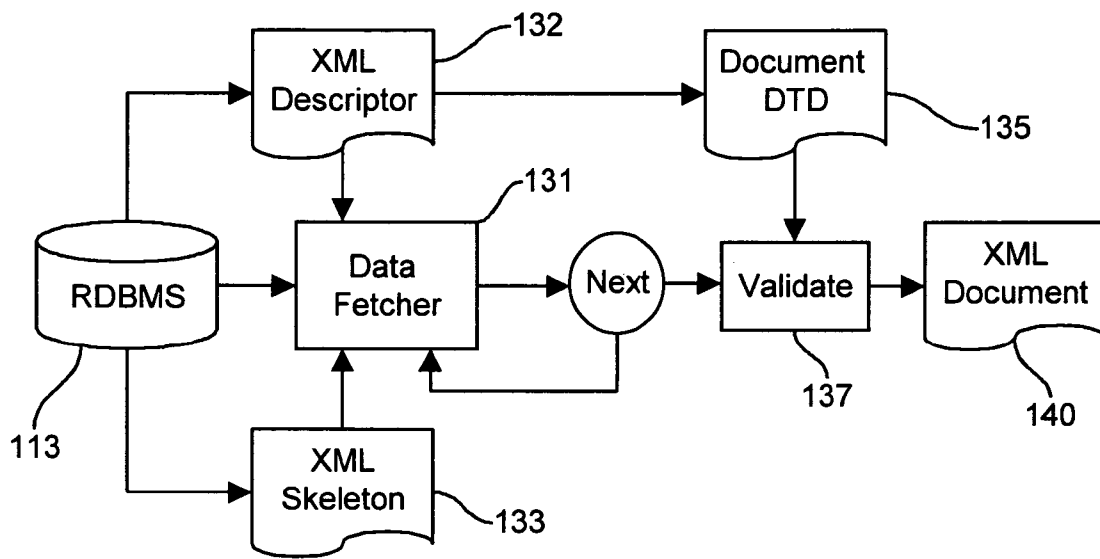 132
XML
Descriptor
Document
DTD
135
131
RDBMS
Data
Fetcher
Next
Validate
XML
Document
113
137
140
XML
Skeleton
133